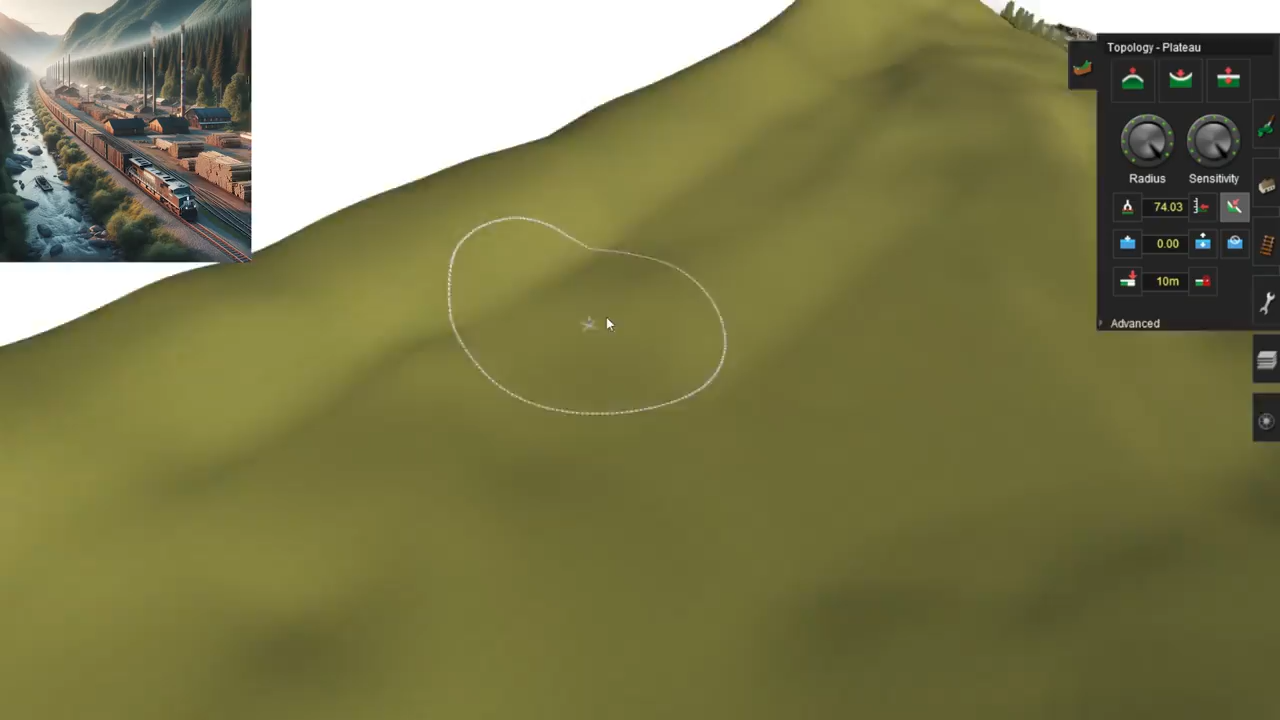 Topology - Plateau
Radius Sensitivity
74.03
0.00
10m
Advanced